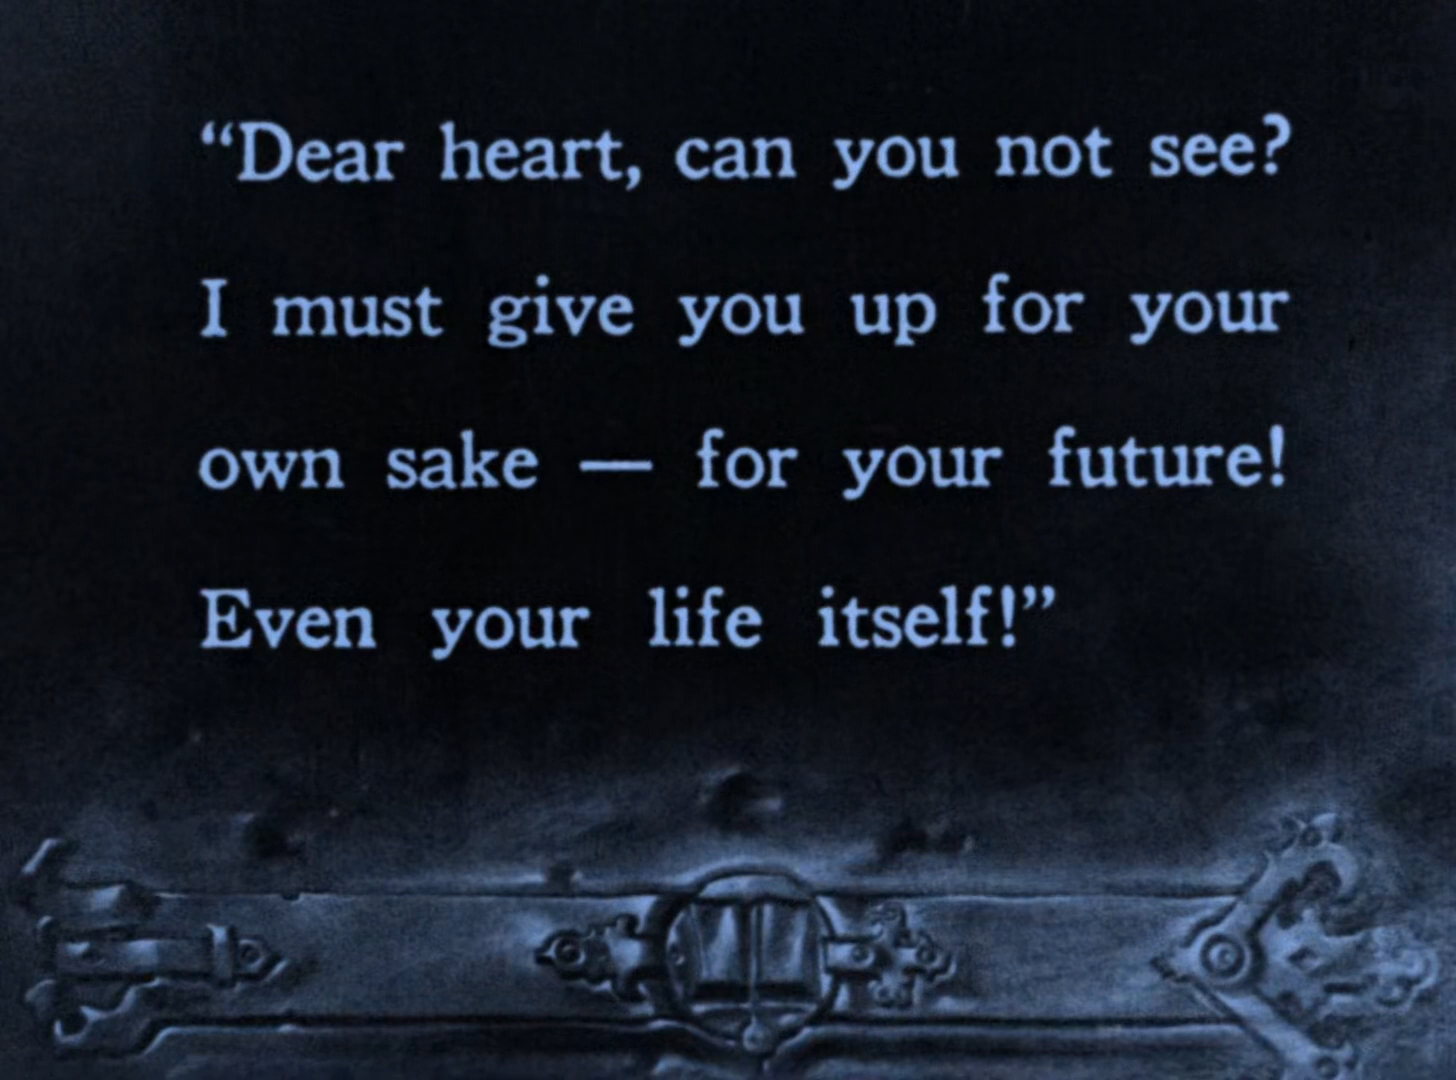 “Dear heart, can you not see?
I must give you up for your
own sake — for your future!
Even your life itself!”